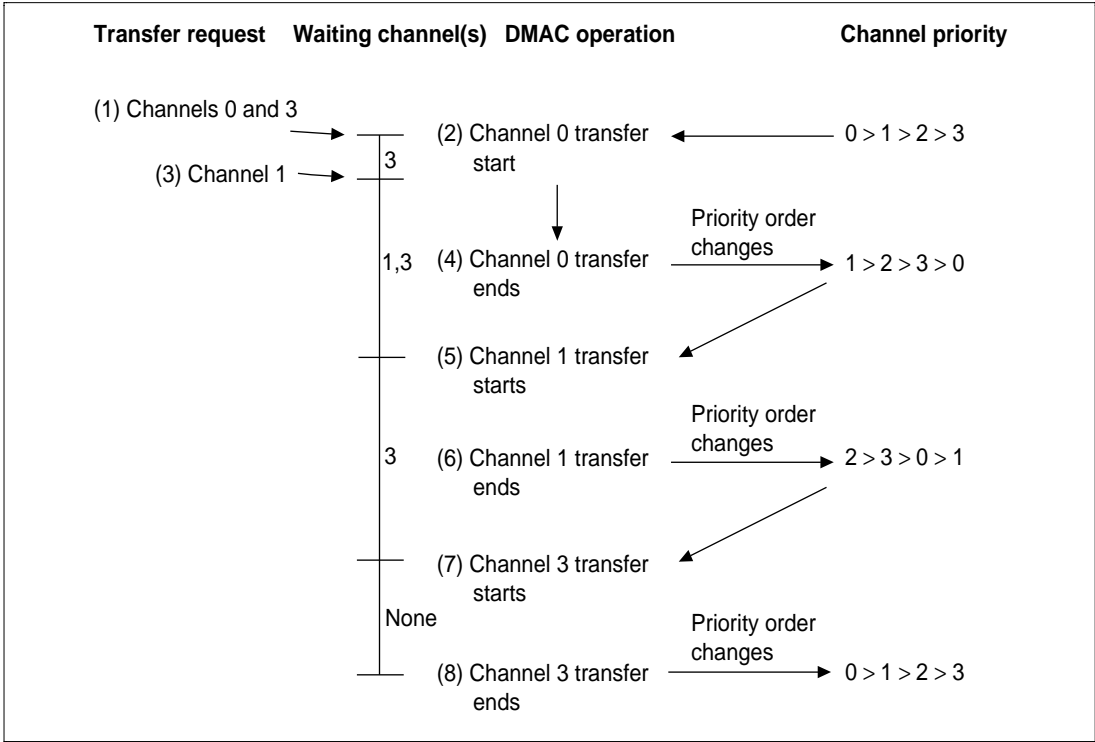 Transfer request Waiting channel(s) DMAC operation Channel priority
(1) Channels 0 and 3
(2) Channel 0 transfer start
0 > 1 > 2 > 3
3
(3) Channel 1
1,3
(4) Channel 0 transfer ends
Priority order changes
1 > 2 > 3 > 0
(5) Channel 1 transfer starts
3
(6) Channel 1 transfer ends
Priority order changes
2 > 3 > 0 > 1
(7) Channel 3 transfer starts
None
(8) Channel 3 transfer ends
Priority order changes
0 > 1 > 2 > 3